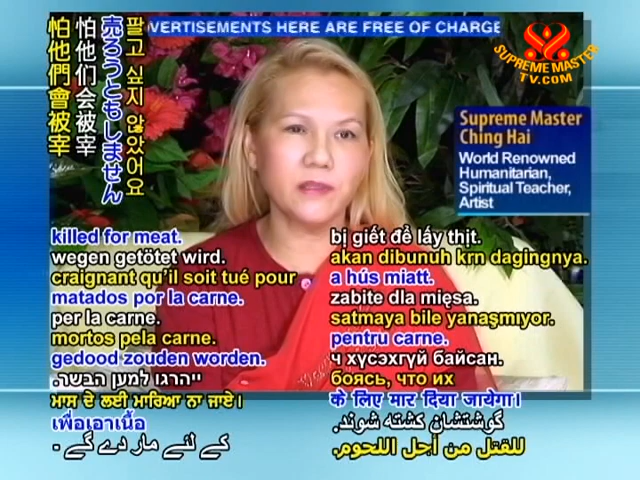 VERTISEMENTS HERE ARE FREE OF CHARGE
SUPREME MASTER
TV.COM
팔고 싶지 않았어요
売ろうともしません
怕他们会被宰
怕他們會被宰
Supreme Master
Ching Hai
World Renowned
Humanitarian,
Spiritual Teacher,
Artist
killed for meat.
wegen getötet wird.
craignant qu'il soit tué pour
matados por la carne.
per la carne.
mortos pela carne.
gedood zouden worden.
ייהרגו למען הבשר.
ਮਾਸ ਦੇ ਲਈ ਮਾਰਿਆ ਨਾ ਜਾਏ।
เพื่อเอาเนื้อ
کے لئے مار دے گے -
bị giết để lấy thịt.
akan dibunuh krn dagingnya.
a hús miatt.
zabite dla mięsa.
satmaya bile yanaşmıyor.
pentru carne.
ч хүсэхгүй байсан.
боясь, что их
के लिए मार दिया जायेगा।
گوشتشان کشته شوند.
للقتل من أجل اللحوم.